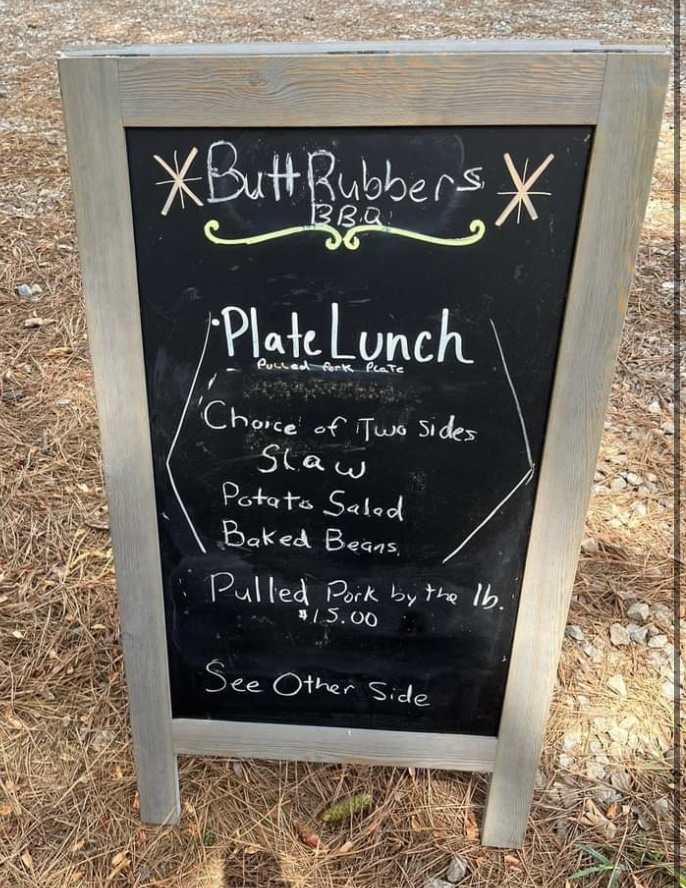 Butt Rubbers
BBQ
Plate Lunch
Pulled Pork Plate
Choice of Two sides
Slaw
Potato Salad
Baked Beans
Pulled Pork by the lb.
$15.00
See Other Side